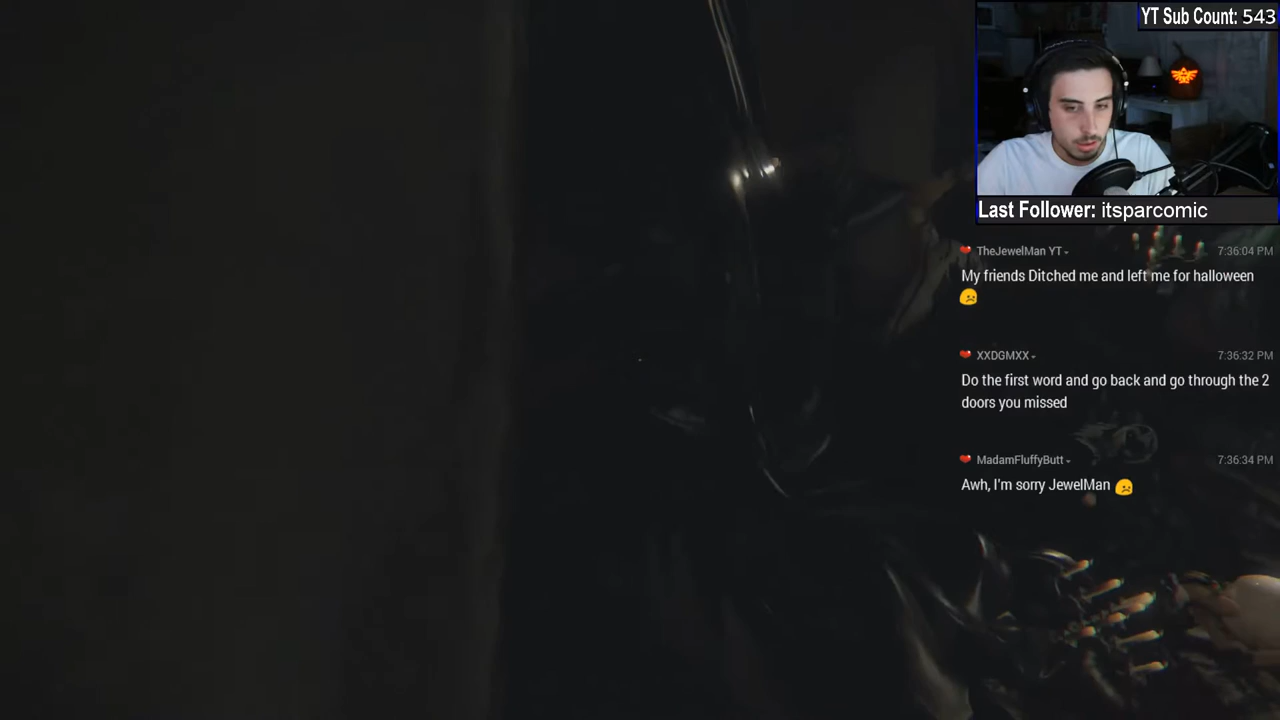 YT Sub Count: 543
Last Follower: itsparcomic
TheJewelMan YT 7:36:04 PM
My friends Ditched me and left me for halloween
XXDGMXX 7:36:32 PM
Do the first word and go back and go through the 2
doors you missed
MadamFluffyButt 7:36:34 PM
Awh, I'm sorry JewelMan